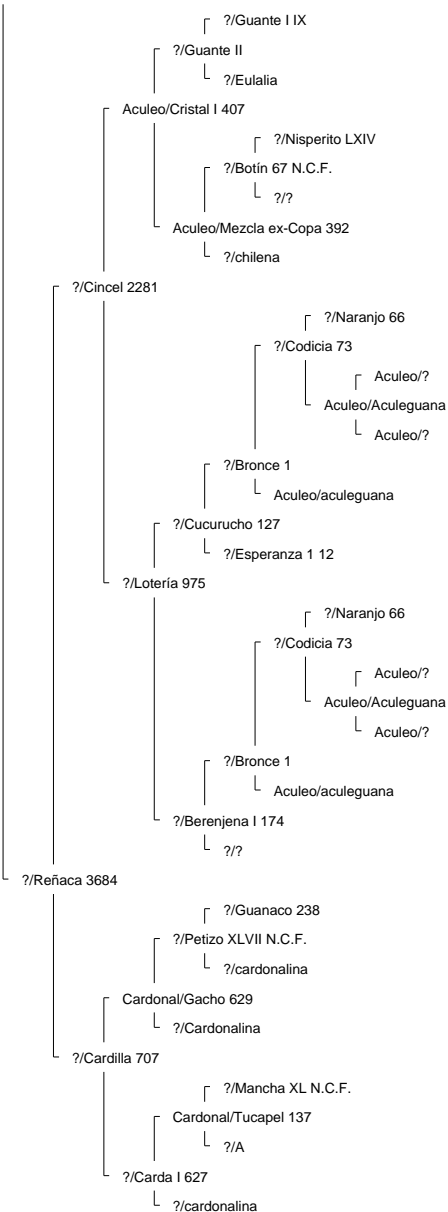 ?/Guante I IX
?/Guante II
?/Eulalia
Aculeo/Cristal I 407
?/Nisperito LXIV
?/Botín 67 N.C.F.
?/?
Aculeo/Mezcla ex-Copa 392
?/chilena
?/Cincel 2281
?/Naranjo 66
?/Codicia 73
Aculeo/?
Aculeo/Aculeguana
Aculeo/?
?/Bronce 1
Aculeo/aculeguana
?/Cucurucho 127
?/Esperanza 1 12
?/Lotería 975
?/Naranjo 66
?/Codicia 73
Aculeo/?
Aculeo/Aculeguana
Aculeo/?
?/Bronce 1
Aculeo/aculeguana
?/Berenjena I 174
?/?
?/Reñaca 3684
?/Guanaco 238
?/Petizo XLVII N.C.F.
?/cardonalina
Cardonal/Gacho 629
?/Cardonalina
?/Cardilla 707
?/Mancha XL N.C.F.
Cardonal/Tucapel 137
?/A
?/Carda I 627
?/cardonalina